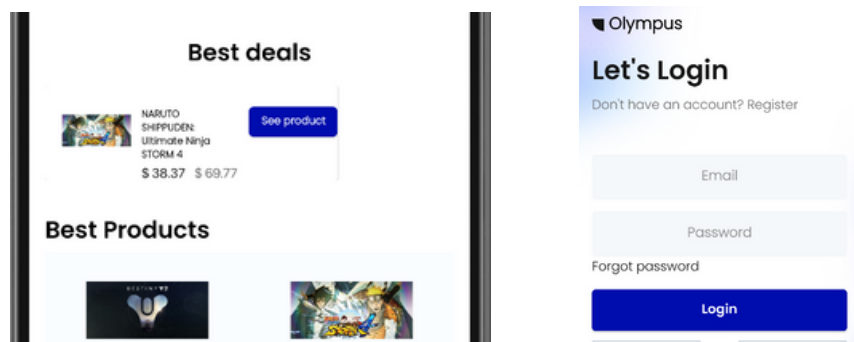 Best deals
NARUTO
SHIPPUDEN:
Ultimate Ninja
STORM 4
$ 38.37 $ 69.77
See product
Best Products
DESTINY
Olympus
Let's Login
Don't have an account? Register
Email
Password
Forgot password
Login